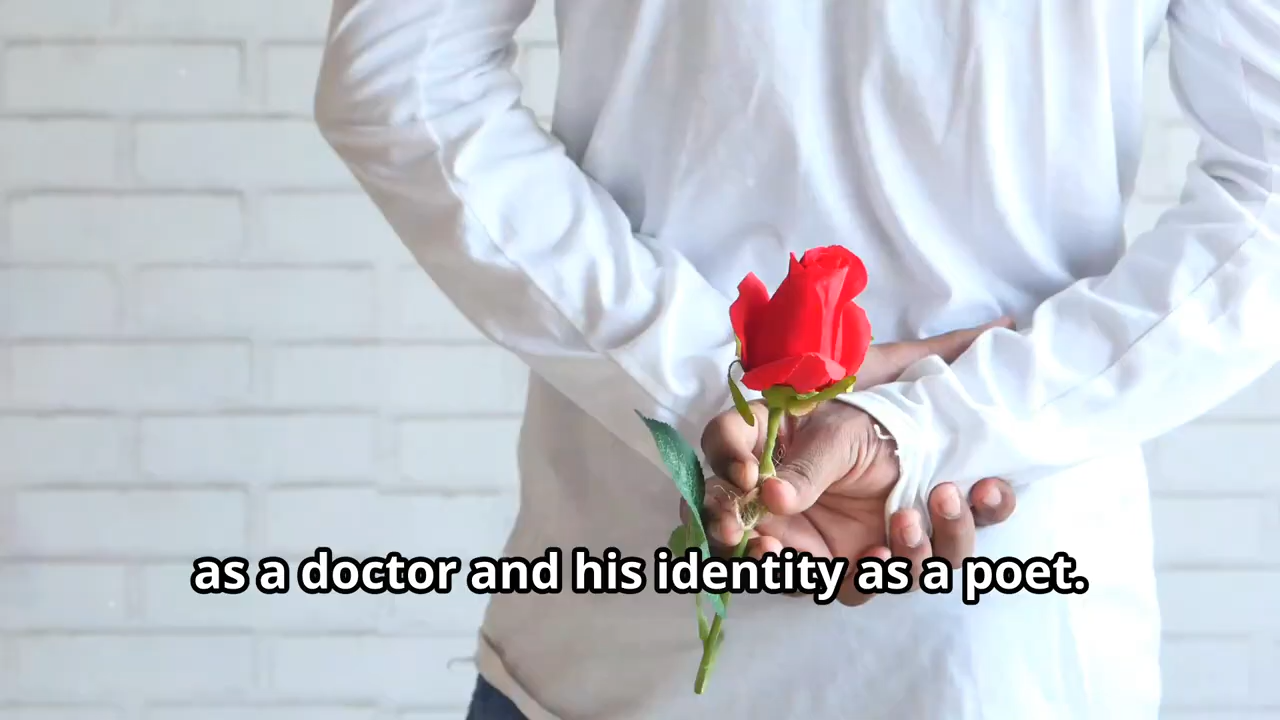 as a doctor and his identity as a poet.